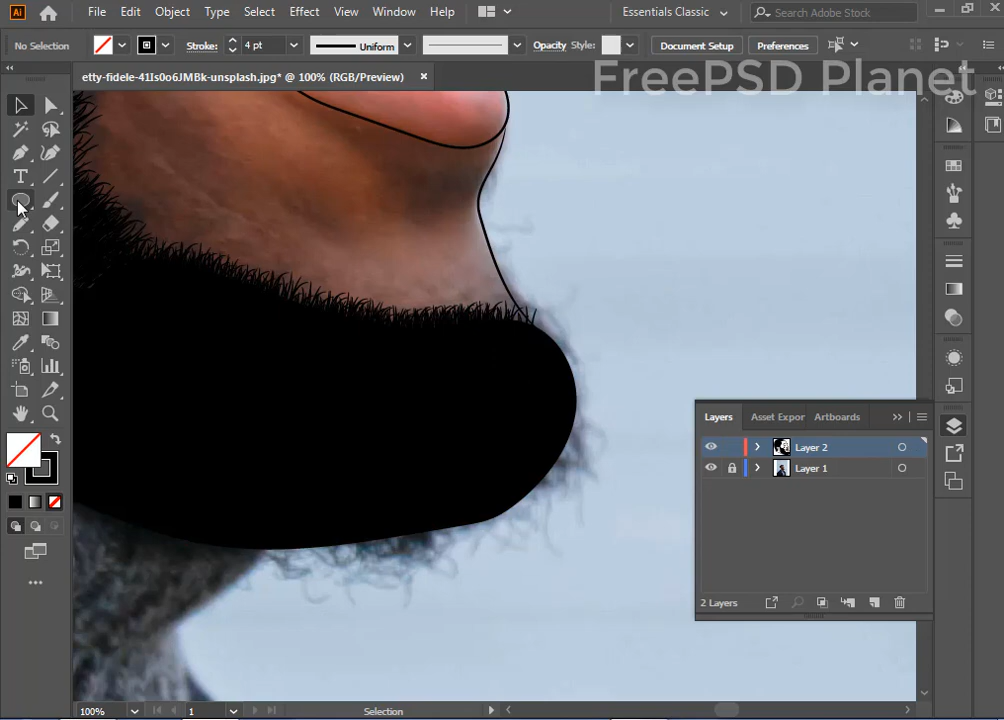 Ai File Edit Object Type Select Effect View Window Help Essentials Classic Search Adobe Stock
No Selection Stroke: 4 pt Uniform Opacity Style: Document Setup Preferences
etty-fidele-41Is0o6JMBk-unsplash.jpg* @ 100% (RGB/Preview)
FreePSD Planet
T
Layers Asset Expor Artboards
Layer 2
Layer 1
2 Layers
100% 1 Selection